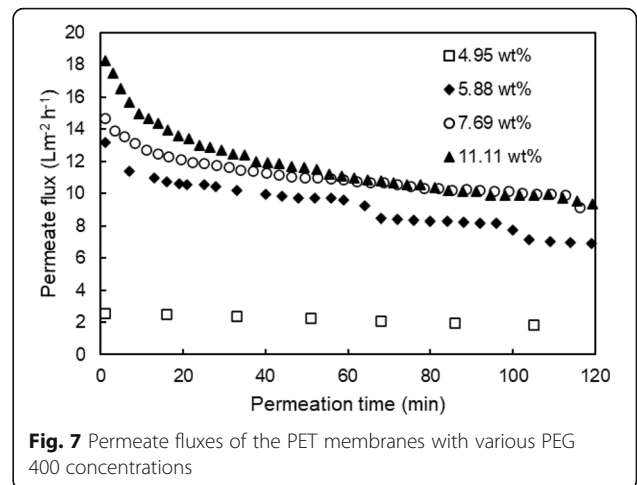 20
18
16
14
12
10
8
6
4
2
0
Permeate flux (Lm⁻² h⁻¹)
4.95 wt%
5.88 wt%
7.69 wt%
11.11 wt%
0 20 40 60 80 100 120
Permeation time (min)
Fig. 7 Permeate fluxes of the PET membranes with various PEG
400 concentrations